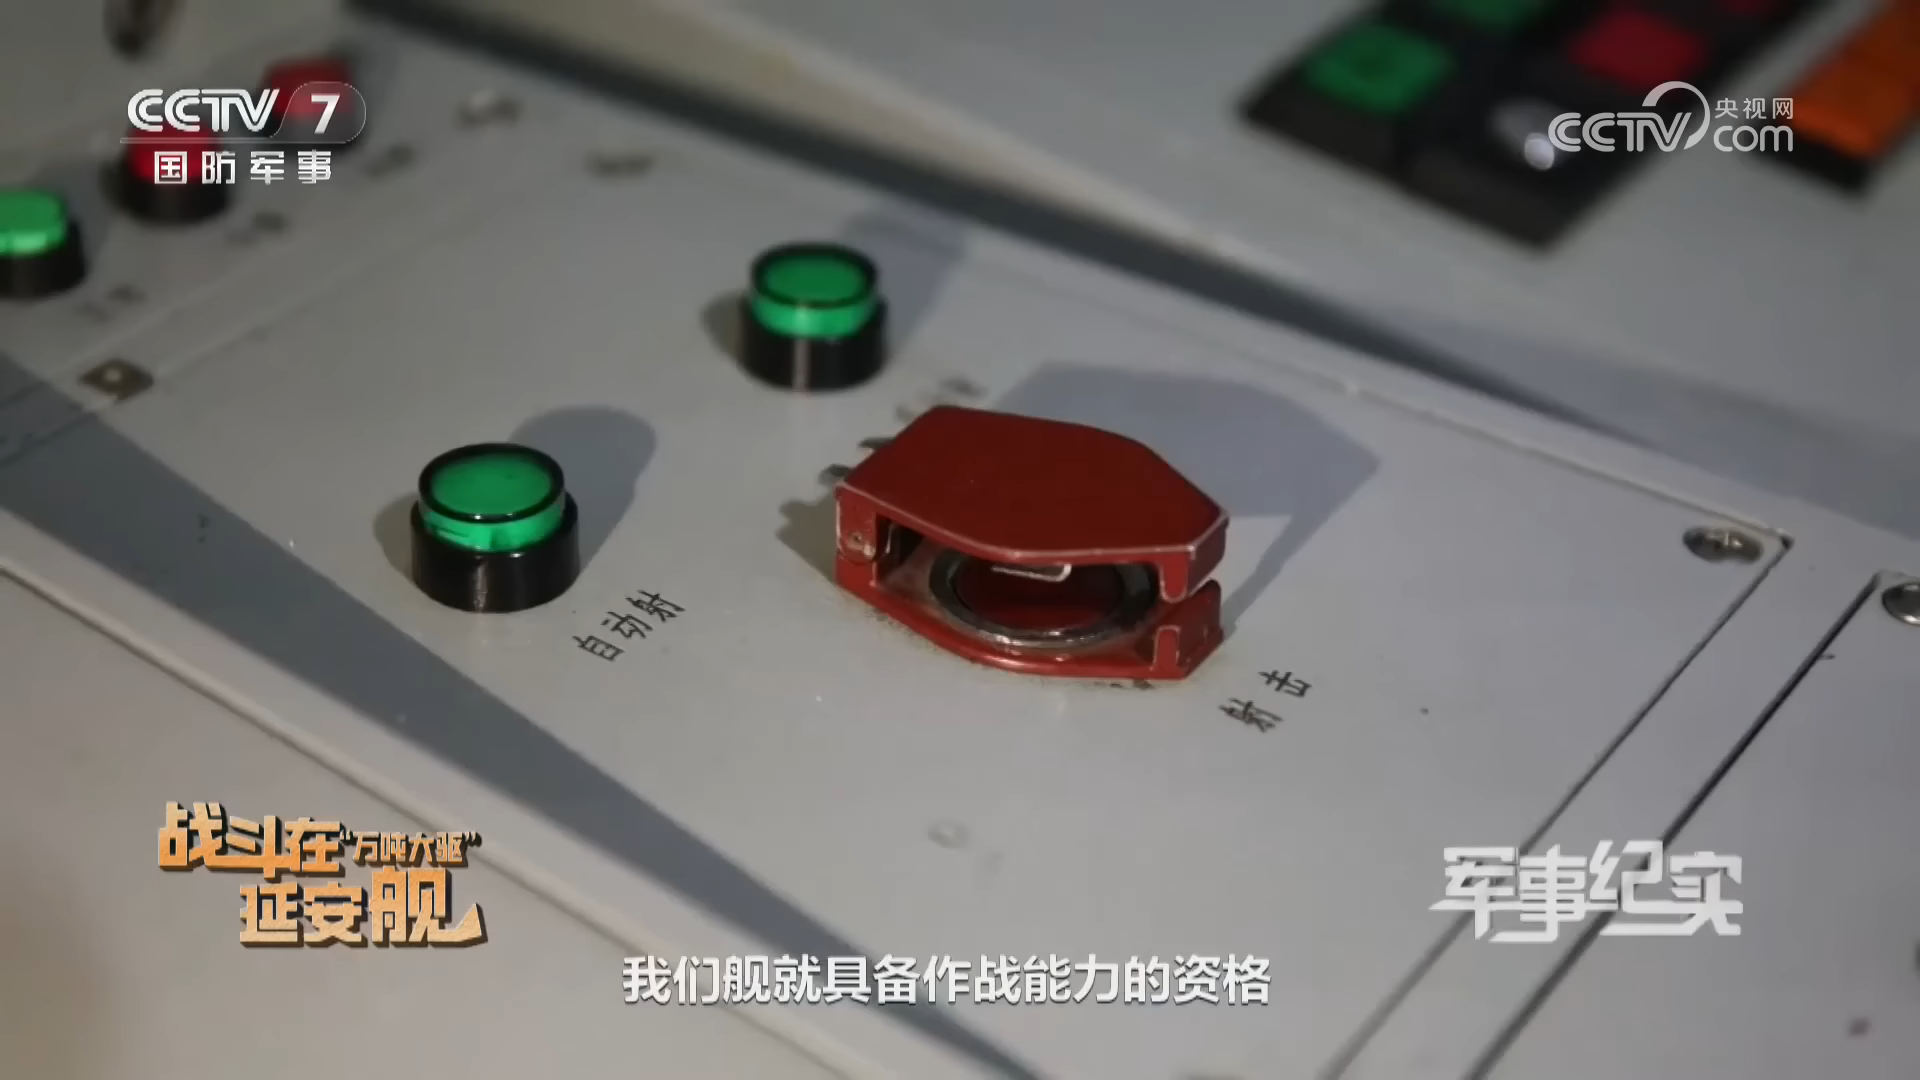 CCTV 7
国防军事
央视网
CCTV.com
自动射
射击
战斗在"万吨大驱"
延安舰
军事纪实
我们舰就具备作战能力的资格